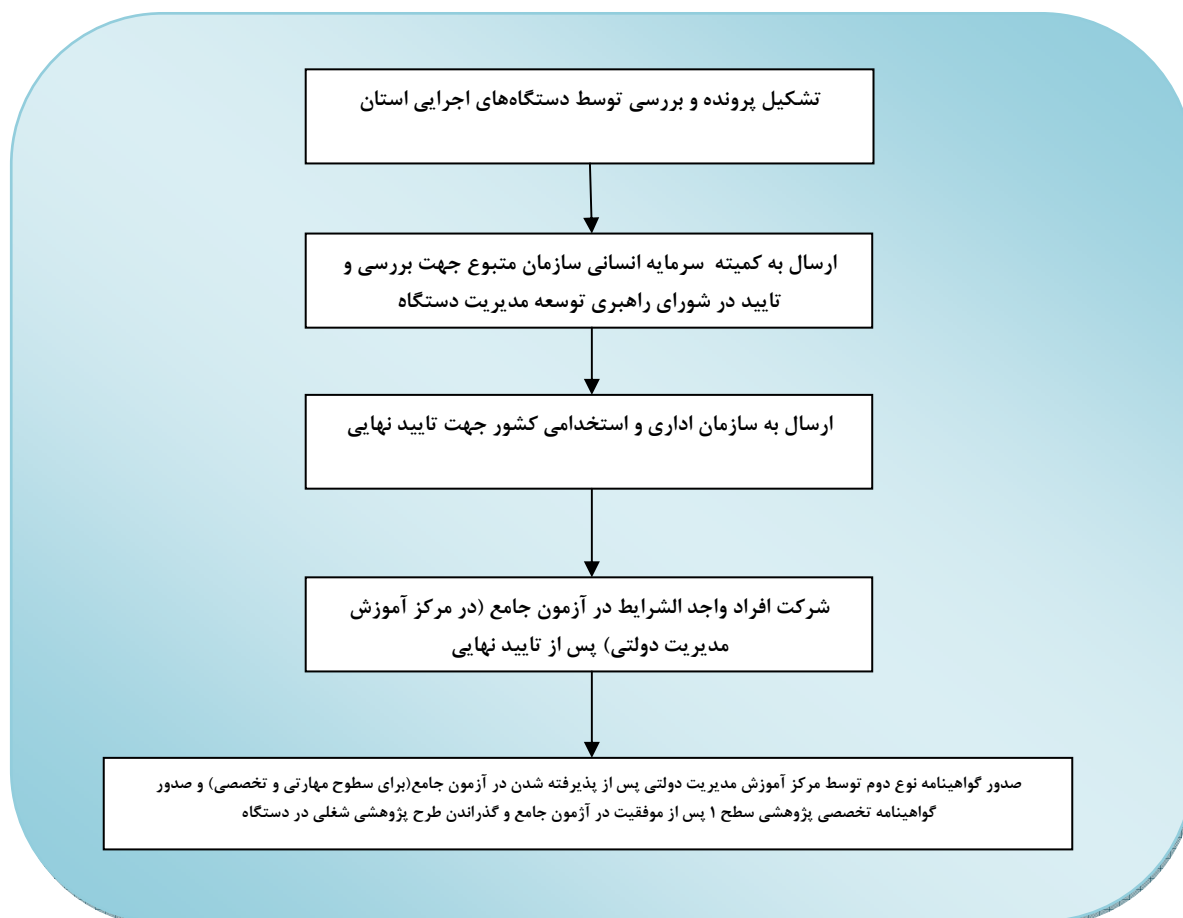 تشکیل پرونده و بررسی توسط دستگاه‌های اجرایی استان
ارسال به کمیته سرمایه انسانی سازمان متبوع جهت بررسی و
تایید در شورای راهبری توسعه مدیریت دستگاه
ارسال به سازمان اداری و استخدامی کشور جهت تایید نهایی
شرکت افراد واجد الشرایط در آزمون جامع (در مرکز آموزش
مدیریت دولتی) پس از تایید نهایی
صدور گواهینامه نوع دوم توسط مرکز آموزش مدیریت دولتی پس از پذیرفته شدن در آزمون جامع(برای سطوح مهارتی و تخصصی) و صدور
گواهینامه تخصصی پژوهشی سطح ۱ پس از موفقیت در آژمون جامع و گذراندن طرح پژوهشی شغلی در دستگاه